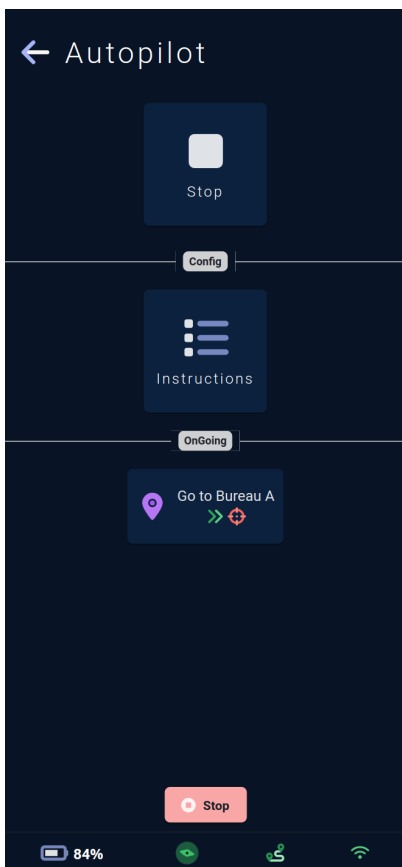 Autopilot
Stop
Config
Instructions
OnGoing
Go to Bureau A
Stop
84%